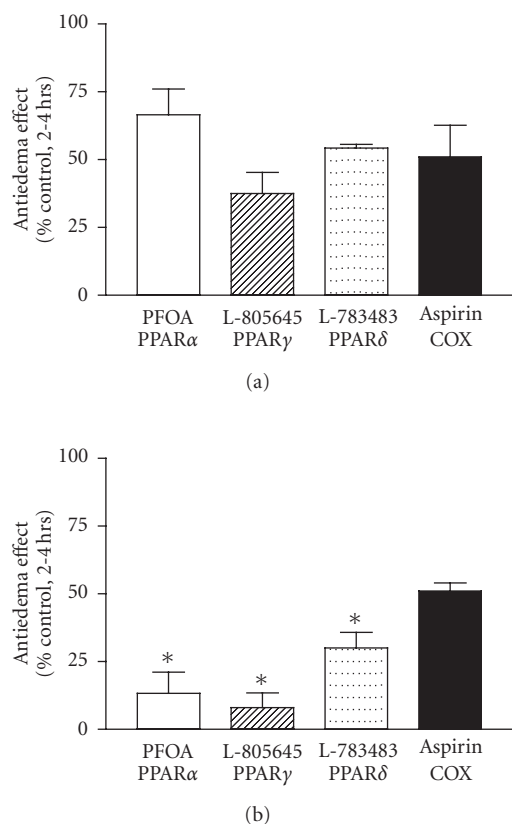 100
75
50
25
0
Antiedema effect
(% control, 2-4 hrs)
PFOA
PPARα
L-805645
PPARγ
L-783483
PPARδ
Aspirin
COX
(a)
100
75
50
25
0
Antiedema effect
(% control, 2-4 hrs)
*
*
*
PFOA
PPARα
L-805645
PPARγ
L-783483
PPARδ
Aspirin
COX
(b)